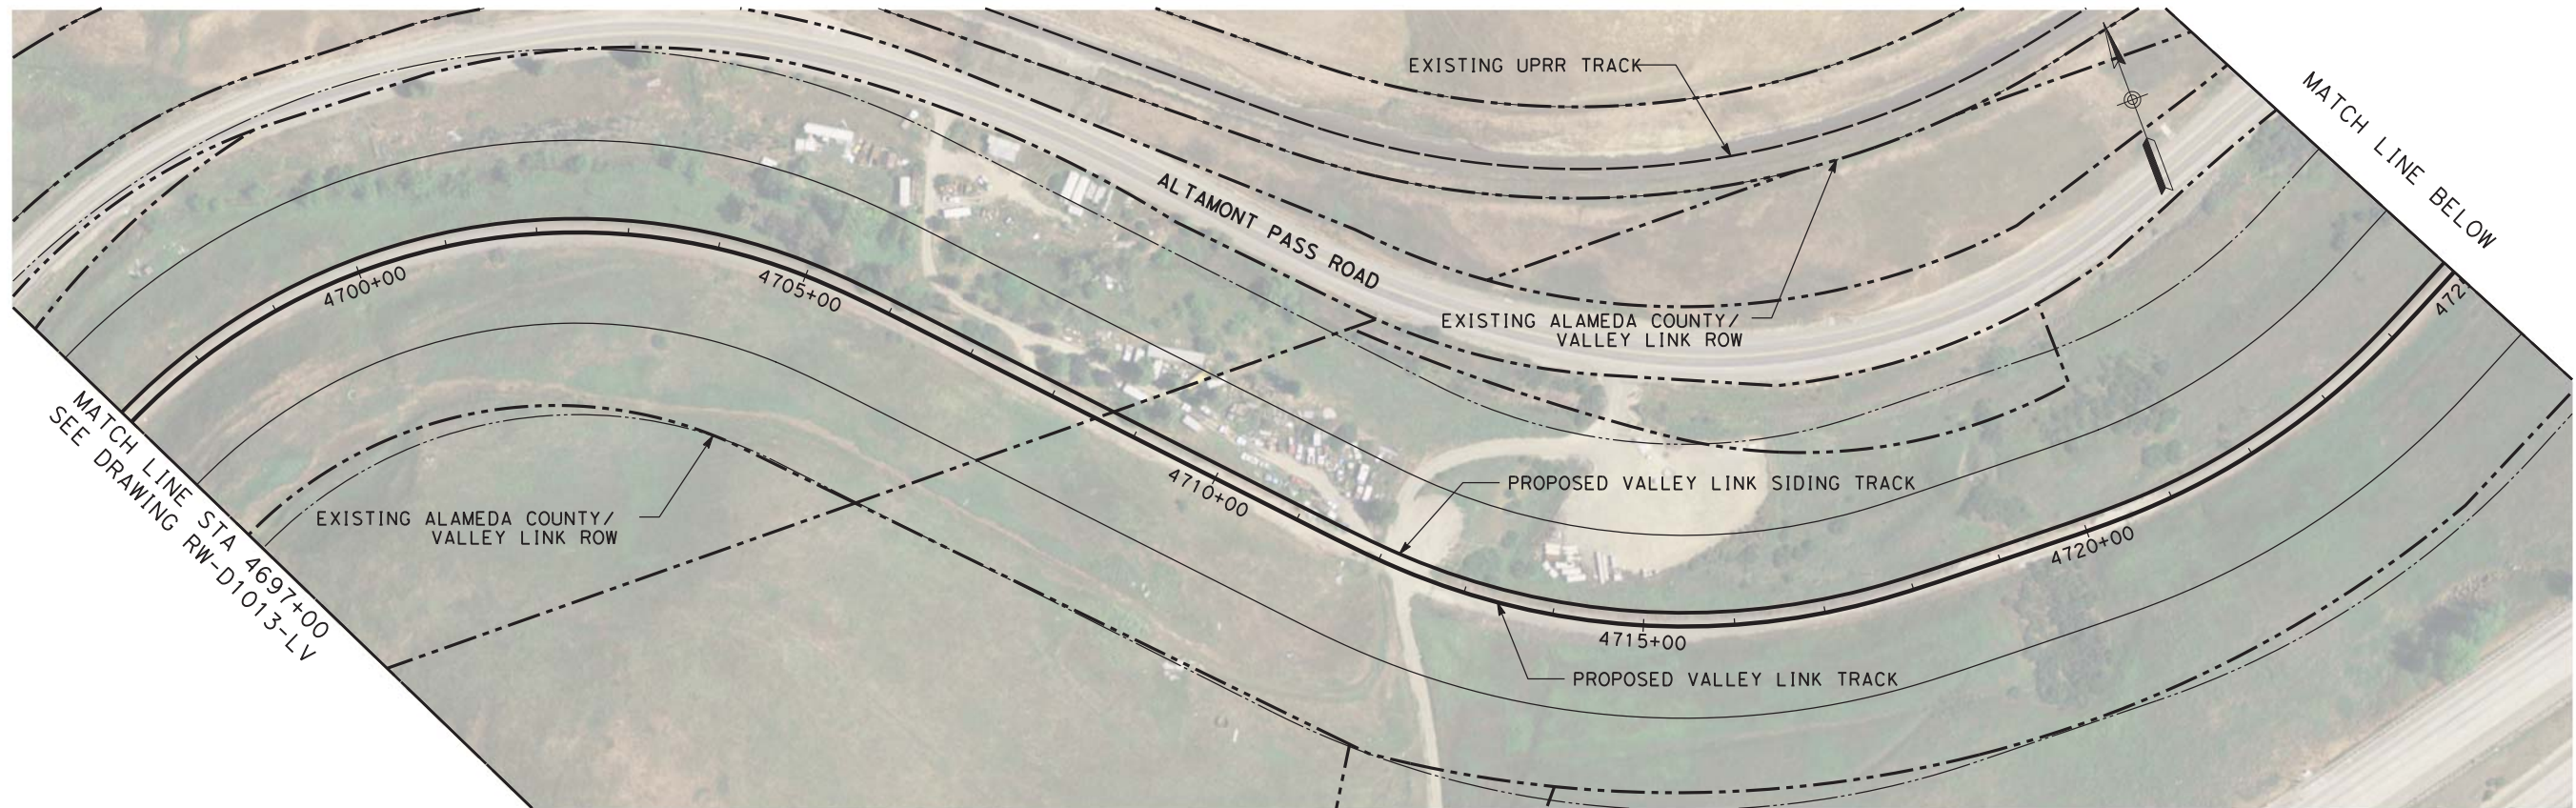 EXISTING UPRR TRACK
MATCH LINE BELOW
ALTAMONT PASS ROAD
4700+00
4705+00
EXISTING ALAMEDA COUNTY/
VALLEY LINK ROW
MATCH LINE STA 4697+00
SEE DRAWING RW-D1013-LV
EXISTING ALAMEDA COUNTY/
VALLEY LINK ROW
4710+00
PROPOSED VALLEY LINK SIDING TRACK
4715+00
4720+00
472
PROPOSED VALLEY LINK TRACK